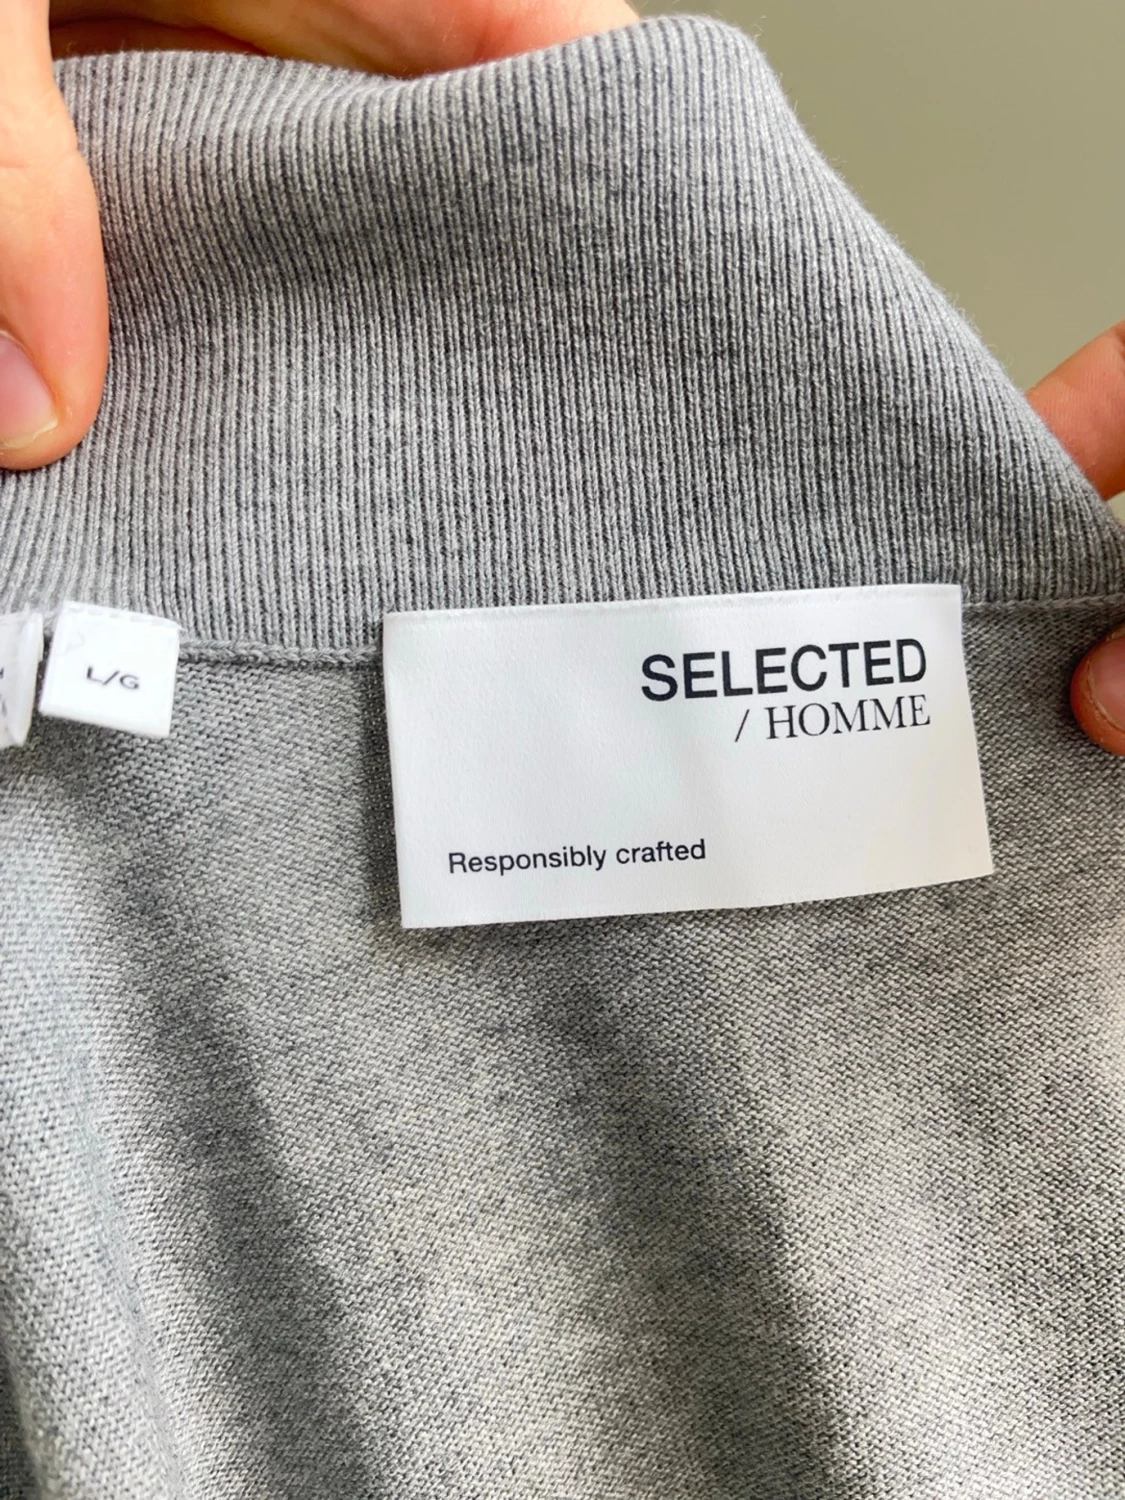 L/G
SELECTED
/ HOMME
Responsibly crafted